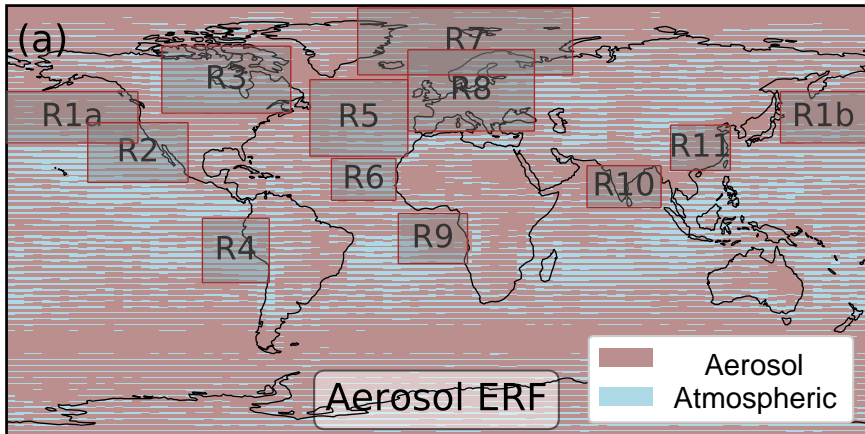 (a)
R7
R3
R8
R1a
R5
R1b
R2
R11
R6
R10
R4
R9
Aerosol
Atmospheric
Aerosol ERF